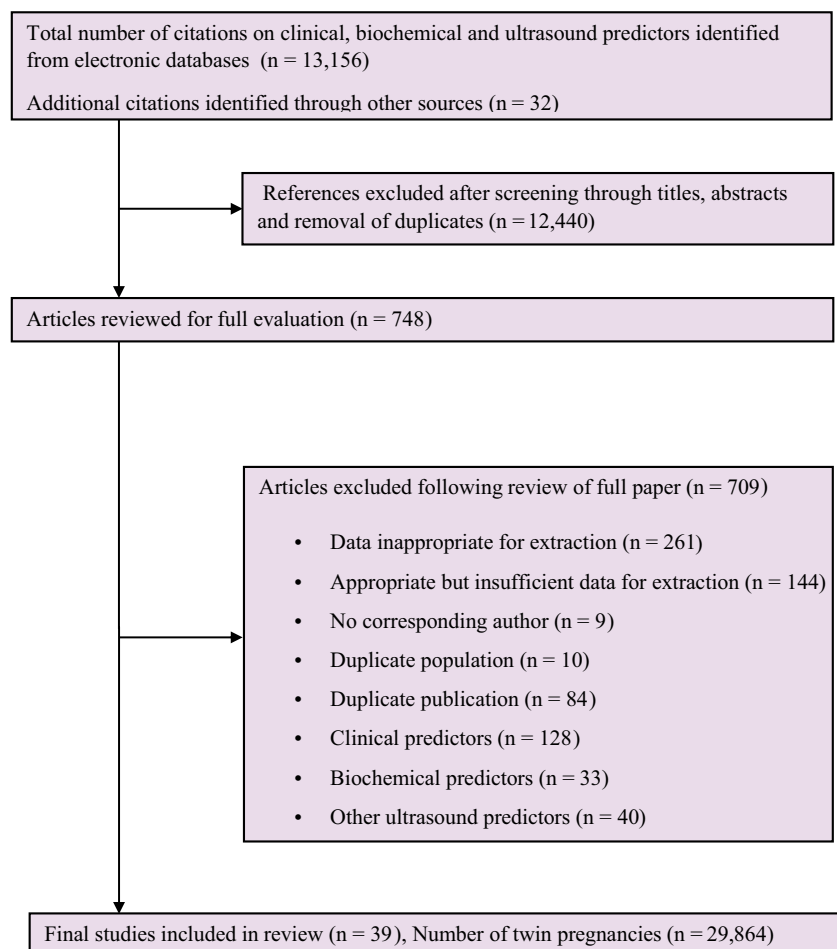 Total number of citations on clinical, biochemical and ultrasound predictors identified
from electronic databases (n = 13,156)
Additional citations identified through other sources (n = 32)
References excluded after screening through titles, abstracts
and removal of duplicates (n = 12,440)
Articles reviewed for full evaluation (n = 748)
Articles excluded following review of full paper (n = 709)
• Data inappropriate for extraction (n = 261)
• Appropriate but insufficient data for extraction (n = 144)
• No corresponding author (n = 9)
• Duplicate population (n = 10)
• Duplicate publication (n = 84)
• Clinical predictors (n = 128)
• Biochemical predictors (n = 33)
• Other ultrasound predictors (n = 40)
Final studies included in review (n = 39), Number of twin pregnancies (n = 29,864)